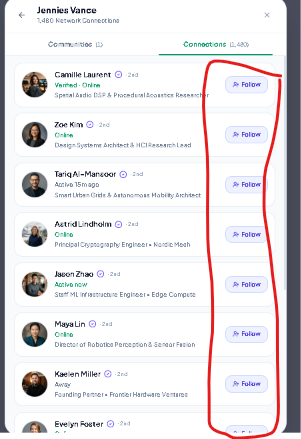 Jennies Vance
1,480 Network Connections
Communities (5)
Connections (1,480)
Camille Laurent · 2nd
Verified · Online
Spatial Audio DSP & Procedural Acoustics Researcher
Follow
Zoe Kim · 2nd
Online
Design Systems Architect & HCI Research Lead
Follow
Tariq Al-Mansoor · 2nd
Active 15m ago
Smart Urban Grids & Autonomous Mobility Architect
Follow
Astrid Lindholm · 2nd
Online
Principal Cryptography Engineer • Nordic Mesh
Follow
Jason Zhao · 2nd
Active now
Staff ML Infrastructure Engineer • Edge Compute
Follow
Maya Lin · 2nd
Online
Director of Robotics Perception & Sensor Fusion
Follow
Kaelen Miller · 2nd
Away
Founding Partner • Frontier Hardware Ventures
Follow
Evelyn Foster · 2nd